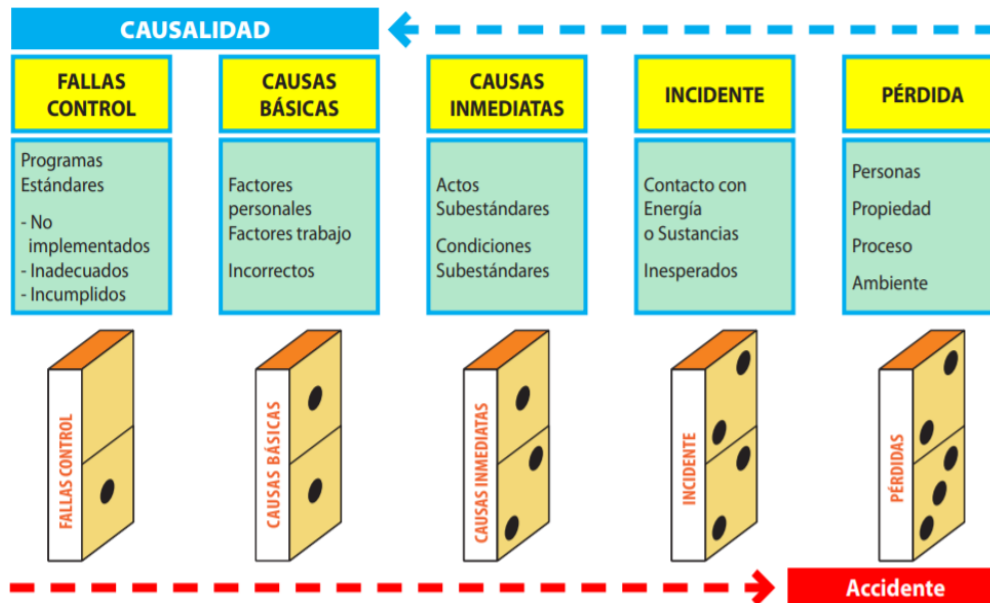 CAUSALIDAD
FALLAS
CONTROL
CAUSAS
BÁSICAS
CAUSAS
INMEDIATAS
INCIDENTE
PÉRDIDA
Programas
Estándares
- No
implementados
- Inadecuados
- Incumplidos
Factores
personales
Factores trabajo
Incorrectos
Actos
Subestándares
Condiciones
Subestándares
Contacto con
Energía
o Sustancias
Inesperados
Personas
Propiedad
Proceso
Ambiente
FALLAS CONTROL
CAUSAS BÁSICAS
CAUSAS INMEDIATAS
INCIDENTE
PÉRDIDAS
Accidente